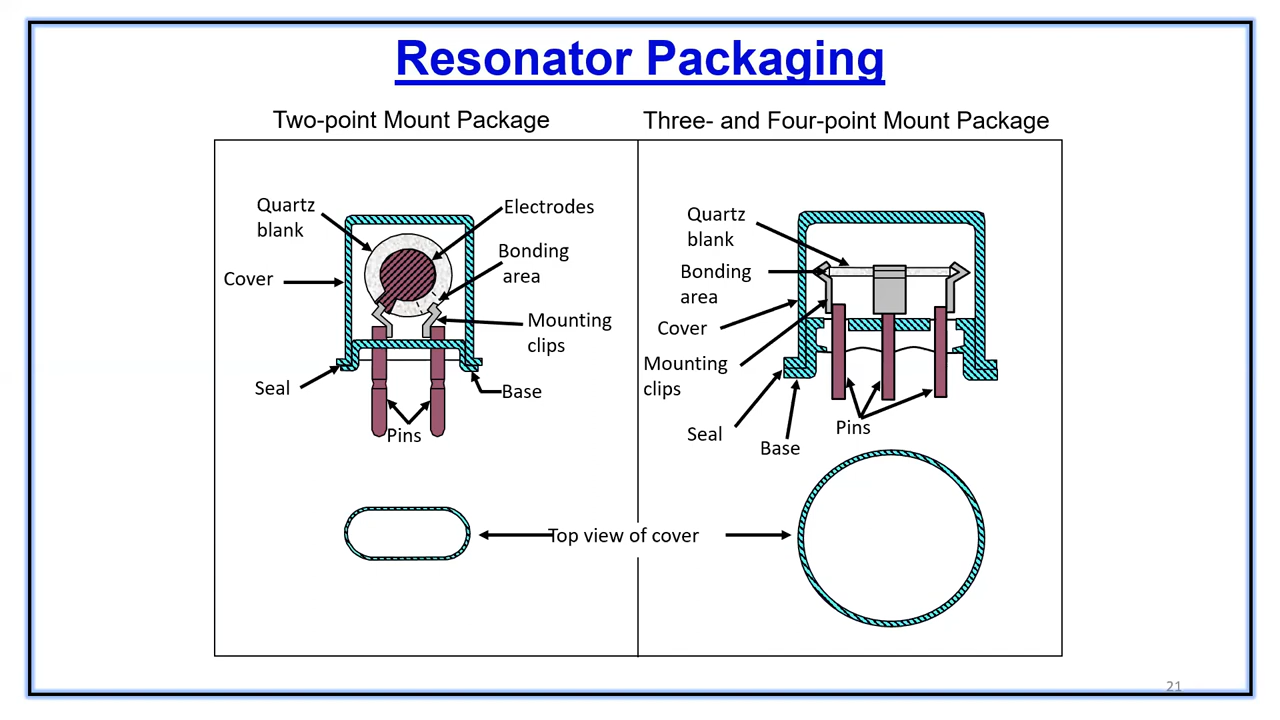 Resonator Packaging
Two-point Mount Package
Three- and Four-point Mount Package
Quartz
blank
Electrodes
Bonding
area
Cover
Mounting
clips
Seal
Base
Pins
Quartz
blank
Bonding
area
Cover
Mounting
clips
Seal
Base
Pins
Top view of cover
21